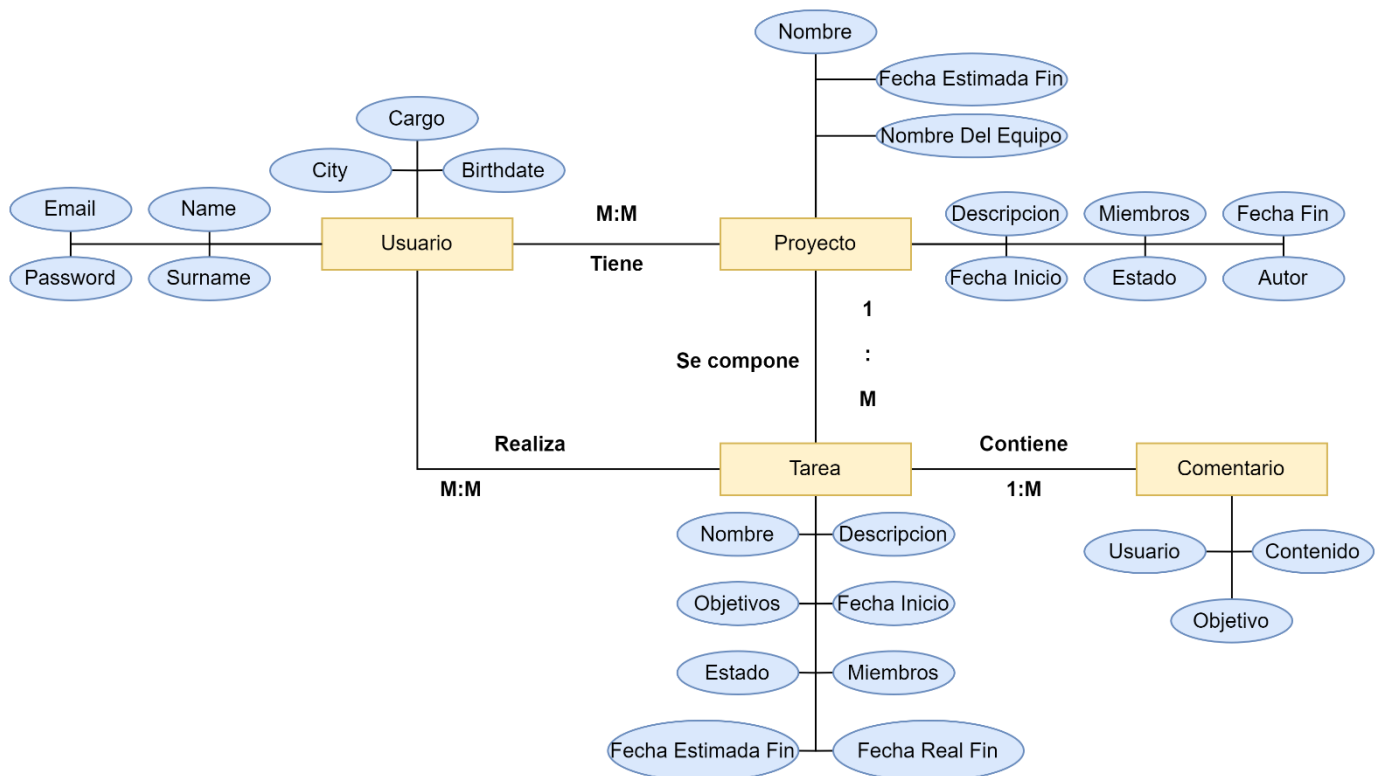 Nombre
Fecha Estimada Fin
Nombre Del Equipo
Cargo
City
Birthdate
Email
Name
Password
Surname
Usuario
M:M
Tiene
Proyecto
Descripcion
Miembros
Fecha Fin
Fecha Inicio
Estado
Autor
Se compone
1
:
M
Realiza
M:M
Tarea
Contiene
1:M
Comentario
Nombre
Descripcion
Objetivos
Fecha Inicio
Estado
Miembros
Fecha Estimada Fin
Fecha Real Fin
Usuario
Contenido
Objetivo